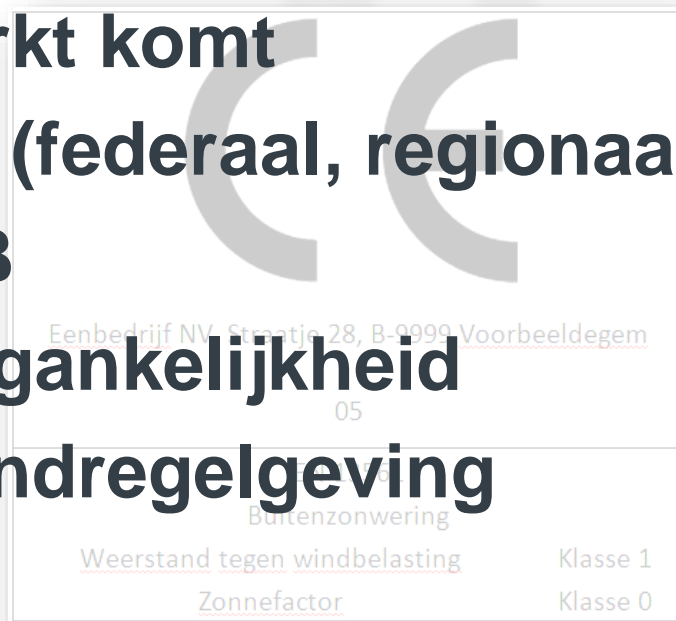 rkt komt
(federaal, regionaa
Eenbedrijf NV, Straatje 28, B-9999 Voorbeeldegem
gankelijkheid
05
ndregelgeving
Buitenzonwering
Weerstand tegen windbelasting Klasse 1
Zonnefactor Klasse 0